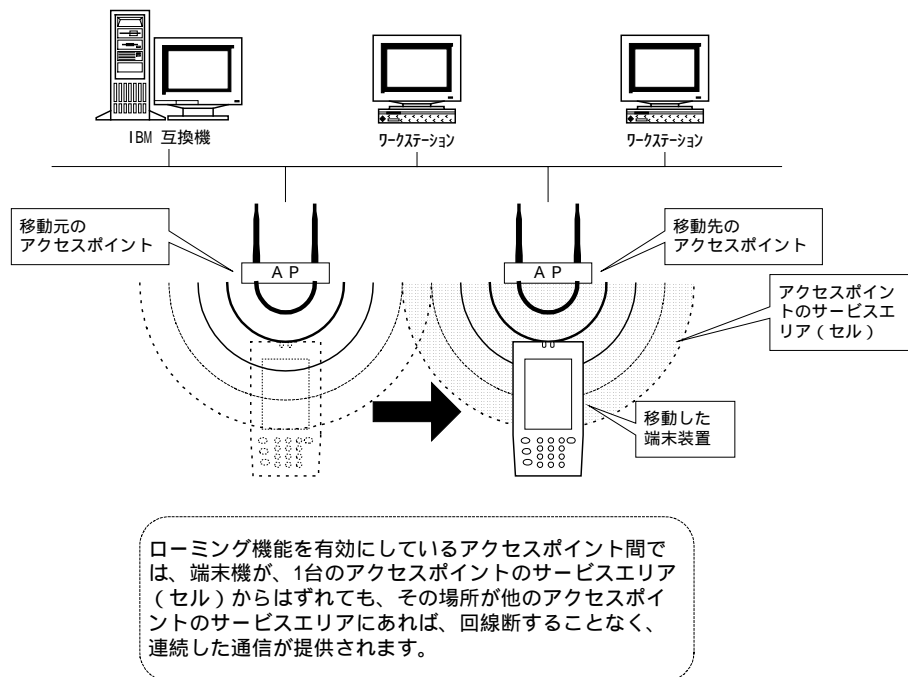 IBM 互換機
ワークステーション
ワークステーション
移動元の
アクセスポイント
移動先の
アクセスポイント
ＡＰ
ＡＰ
アクセスポイン
トのサービスエ
リア（セル）
移動した
端末装置
ローミング機能を有効にしているアクセスポイント間で
は、端末機が、1台のアクセスポイントのサービスエリア
（セル）からはずれても、その場所が他のアクセスポイ
ントのサービスエリアにあれば、回線断することなく、
連続した通信が提供されます。